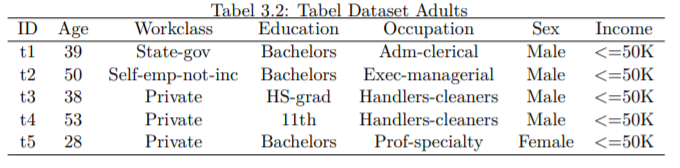 Tabel 3.2: Tabel Dataset Adults
ID Age Workclass Education Occupation Sex Income
t1 39 State-gov Bachelors Adm-clerical Male <=50K
t2 50 Self-emp-not-inc Bachelors Exec-managerial Male <=50K
t3 38 Private HS-grad Handlers-cleaners Male <=50K
t4 53 Private 11th Handlers-cleaners Male <=50K
t5 28 Private Bachelors Prof-specialty Female <=50K